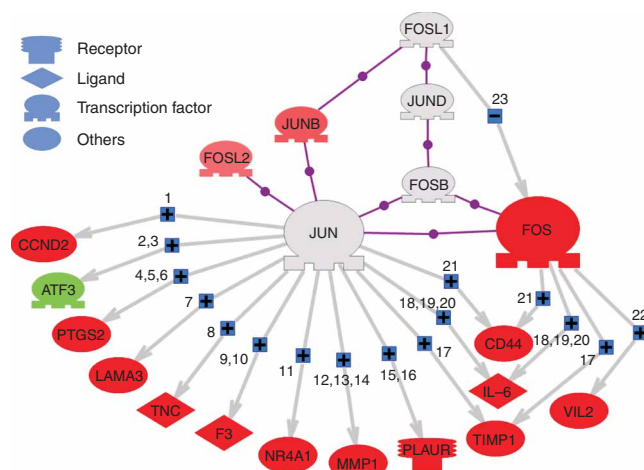 Receptor
Ligand
Transcription factor
Others
FOSL1
JUND
23
−
JUNB
FOSL2
FOSB
JUN
FOS
1
+
CCND2
2,3
+
ATF3
4,5,6
+
PTGS2
7
+
LAMA3
8
+
TNC
9,10
+
F3
11
+
NR4A1
12,13,14
+
MMP1
15,16
+
PLAUR
17
+
TIMP1
18,19,20
+
IL–6
21
+
CD44
21
+
18,19,20
+
17
+
22
+
VIL2